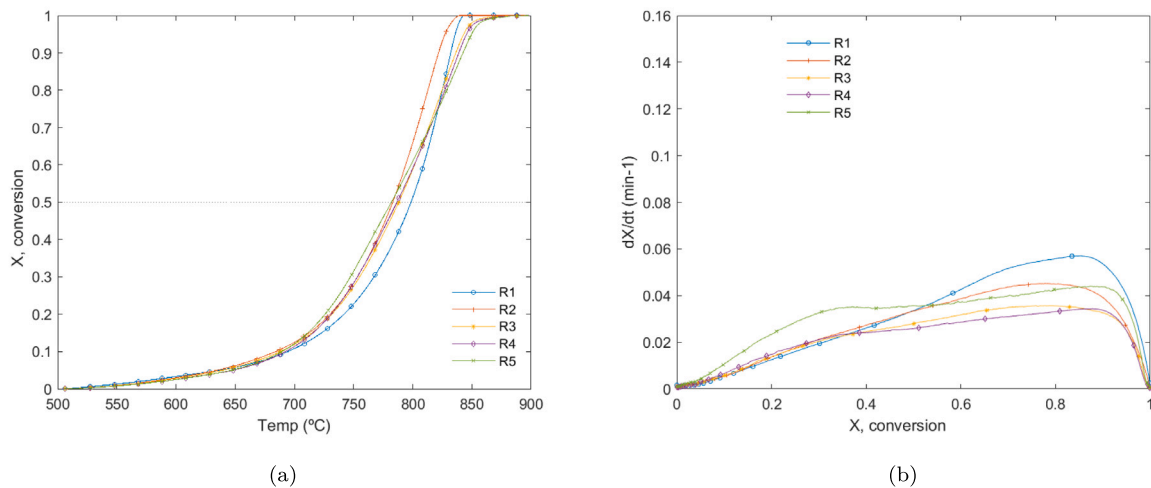 1
0.9
0.8
0.7
0.6
0.5
0.4
0.3
0.2
0.1
0
X, conversion
500 550 600 650 700 750 800 850 900
Temp (ºC)
R1
R2
R3
R4
R5
(a)
0.16
0.14
0.12
0.1
0.08
0.06
0.04
0.02
0
dX/dt (min-1)
0 0.2 0.4 0.6 0.8 1
X, conversion
R1
R2
R3
R4
R5
(b)